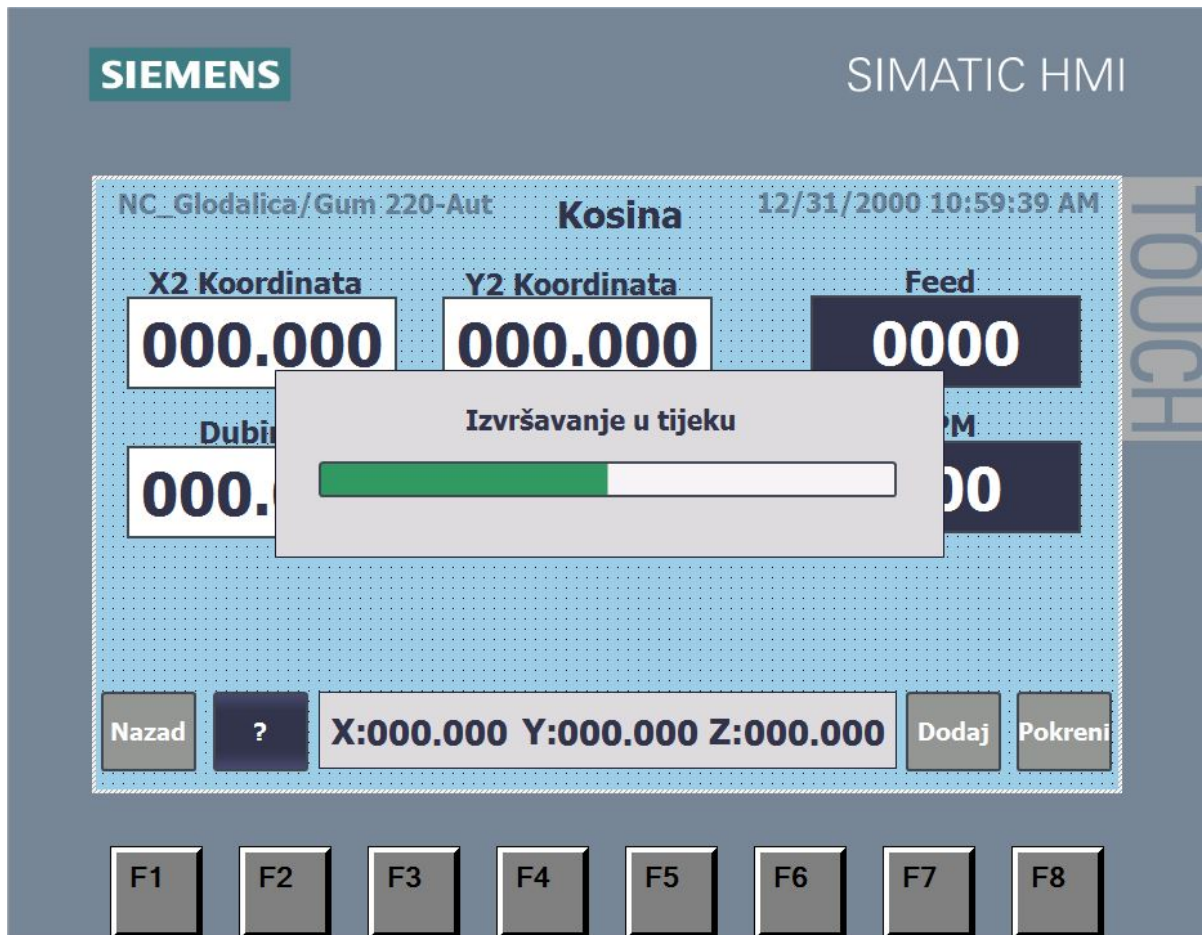 SIEMENS
SIMATIC HMI
TOUCH
NC_Glodalica/Gum 220-Aut
Kosina
12/31/2000 10:59:39 AM
X2 Koordinata
Y2 Koordinata
Feed
000.000
000.000
0000
Izvršavanje u tijeku
X:000.000 Y:000.000 Z:000.000
Nazad
?
Dodaj
Pokreni
F1
F2
F3
F4
F5
F6
F7
F8